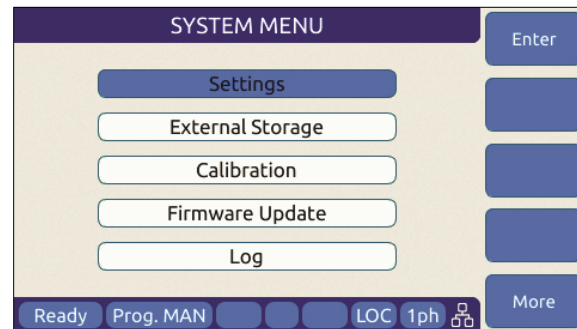 SYSTEM MENU
Enter
Settings
External Storage
Calibration
Firmware Update
Log
More
Ready Prog. MAN LOC 1ph